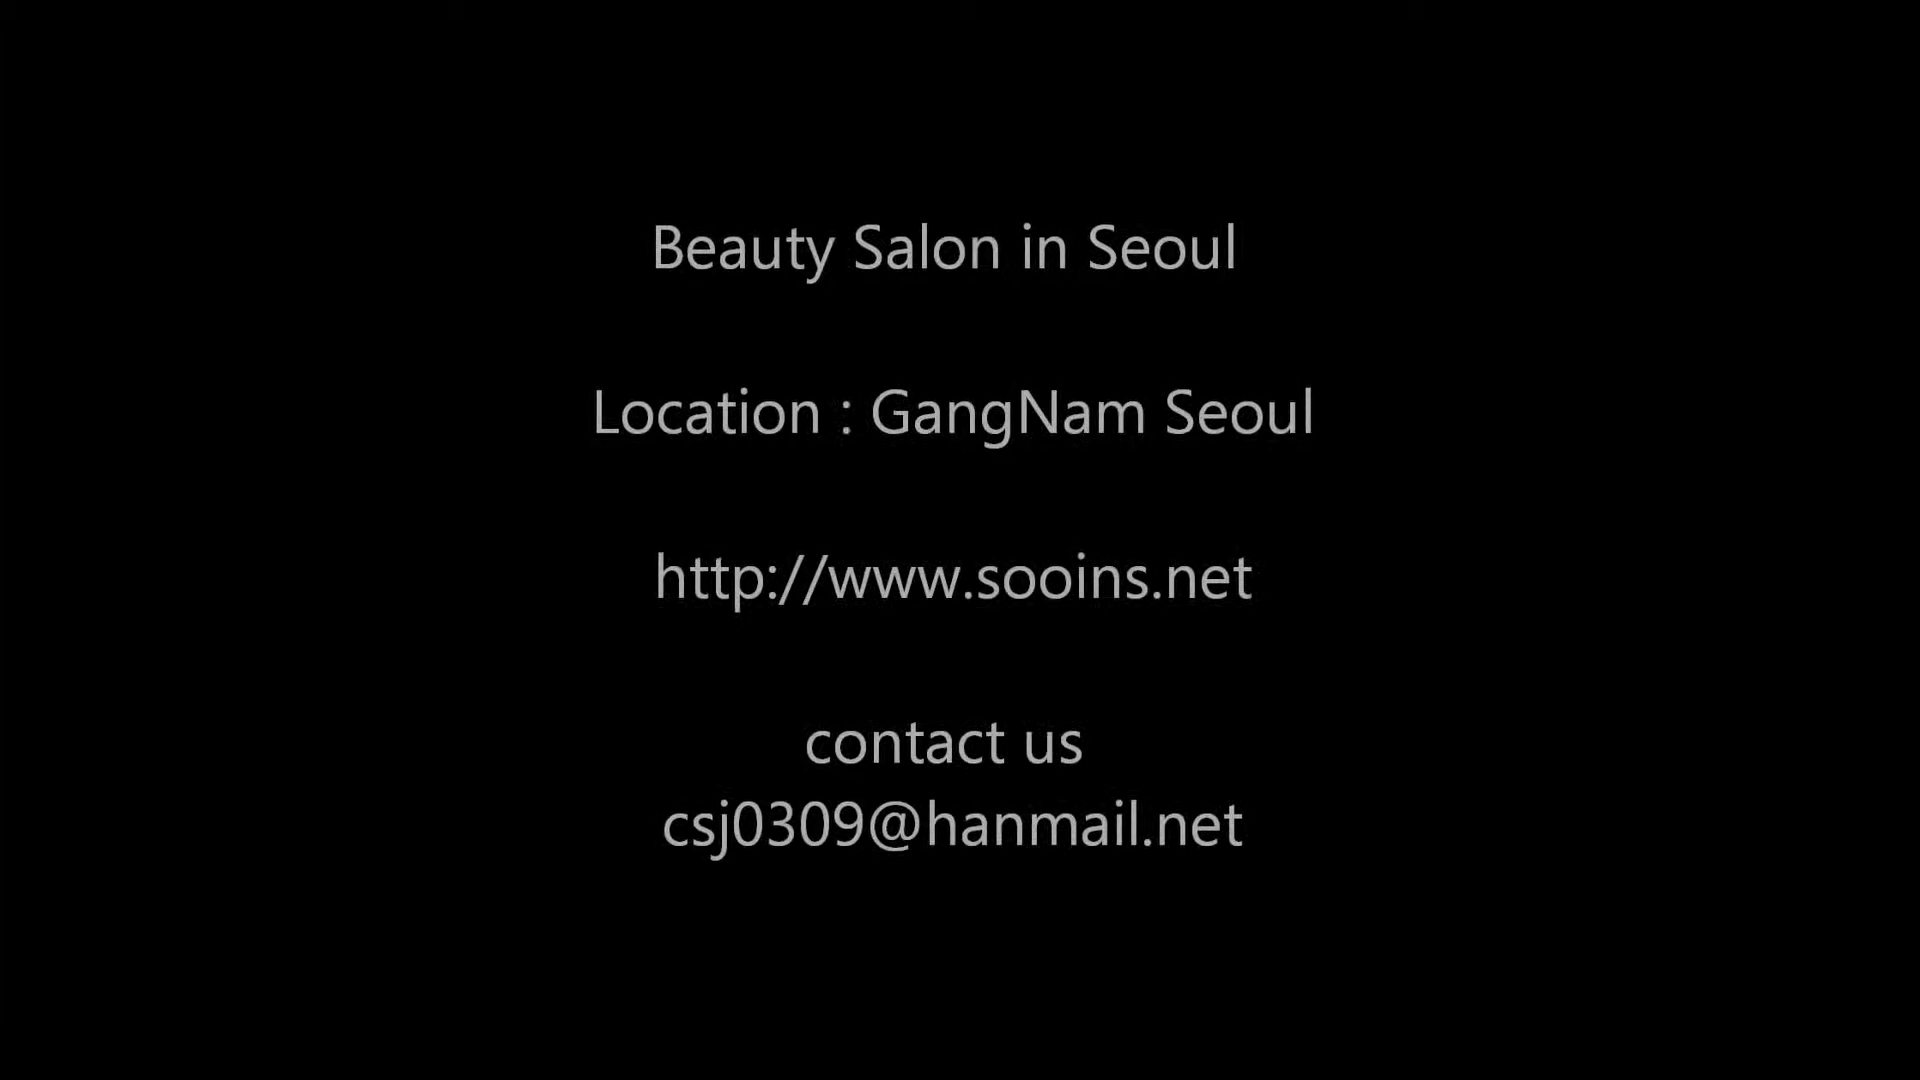 Beauty Salon in Seoul
Location : GangNam Seoul
http://www.sooins.net
contact us
csj0309@hanmail.net